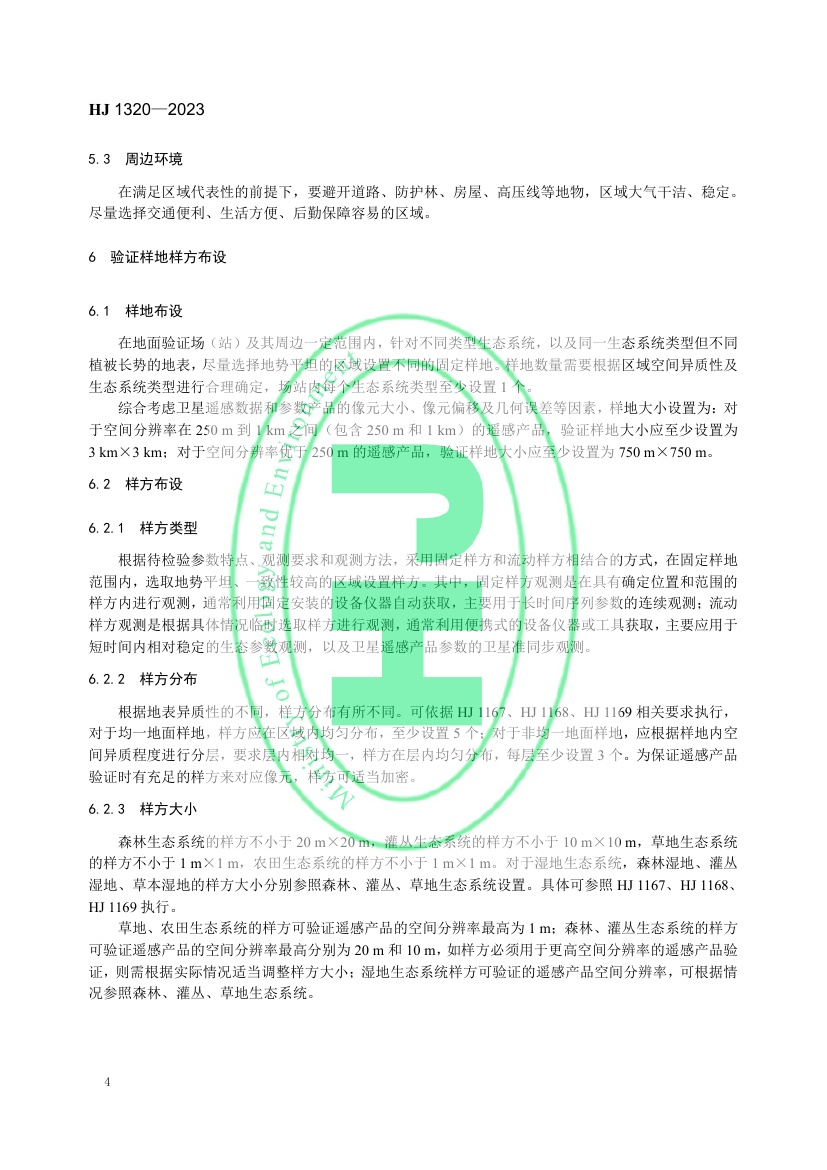 HJ 1320—2023
5.3 周边环境
在满足区域代表性的前提下，要避开道路、防护林、房屋、高压线等地物，区域大气干洁、稳定。
尽量选择交通便利、生活方便、后勤保障容易的区域。
6 验证样地样方布设
6.1 样地布设
在地面验证场（站）及其周边一定范围内，针对不同类型生态系统，以及同一生态系统类型但不同
植被长势的地表，尽量选择地势平坦的区域设置不同的固定样地。样地数量需要根据区域空间异质性及
生态系统类型进行合理确定，场站内每个生态系统类型至少设置 1 个。
综合考虑卫星遥感数据和参数产品的像元大小、像元偏移及几何误差等因素，样地大小设置为：对
于空间分辨率在 250 m 到 1 km 之间（包含 250 m 和 1 km）的遥感产品，验证样地大小应至少设置为
3 km×3 km；对于空间分辨率优于 250 m 的遥感产品，验证样地大小应至少设置为 750 m×750 m。
6.2 样方布设
6.2.1 样方类型
根据待检验参数特点、观测要求和观测方法，采用固定样方和流动样方相结合的方式，在固定样地
范围内，选取地势平坦、一致性较高的区域设置样方。其中，固定样方观测是在具有确定位置和范围的
样方内进行观测，通常利用固定安装的设备仪器自动获取，主要用于长时间序列参数的连续观测；流动
样方观测是根据具体情况临时选取样方进行观测，通常利用便携式的设备仪器或工具获取，主要应用于
短时间内相对稳定的生态参数观测，以及卫星遥感产品参数的卫星准同步观测。
6.2.2 样方分布
根据地表异质性的不同，样方分布有所不同。可依据 HJ 1167、HJ 1168、HJ 1169 相关要求执行，
对于均一地面样地，样方应在区域内均匀分布，至少设置 5 个；对于非均一地面样地，应根据样地内空
间异质程度进行分层，要求层内相对均一，样方在层内均匀分布，每层至少设置 3 个。为保证遥感产品
验证时有充足的样方来对应像元，样方可适当加密。
6.2.3 样方大小
森林生态系统的样方不小于 20 m×20 m，灌丛生态系统的样方不小于 10 m×10 m，草地生态系统
的样方不小于 1 m×1 m，农田生态系统的样方不小于 1 m×1 m。对于湿地生态系统，森林湿地、灌丛
湿地、草本湿地的样方大小分别参照森林、灌丛、草地生态系统设置。具体可参照 HJ 1167、HJ 1168、
HJ 1169 执行。
草地、农田生态系统的样方可验证遥感产品的空间分辨率最高为 1 m；森林、灌丛生态系统的样方
可验证遥感产品的空间分辨率最高分别为 20 m 和 10 m，如样方必须用于更高空间分辨率的遥感产品验
证，则需根据实际情况适当调整样方大小；湿地生态系统样方可验证的遥感产品空间分辨率，可根据情
况参照森林、灌丛、草地生态系统。
Ministry of Ecology and Environment
4